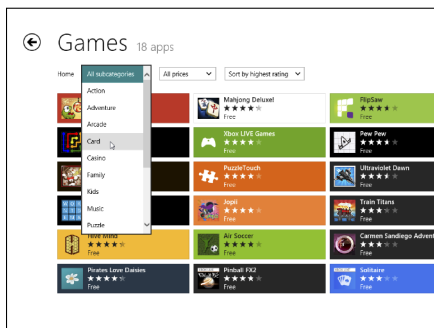 Games 18 apps
Home All subcategories All prices Sort by highest rating
Action
Adventure
Arcade
Card
Casino
Family
Kids
Music
Puzzle
Hive Mind
Pirates Love Daisies
Free
Mahjong Deluxe!
Free
Xbox LIVE Games
Free
PuzzleTouch
Free
Jopli
Free
Air Soccer
Free
Pinball FX2
Free
FlipSaw
Free
Pew Pew
Free
Ultraviolet Dawn
Free
Train Titans
Free
Carmen Sandiego Advent
Free
Solitaire
Free